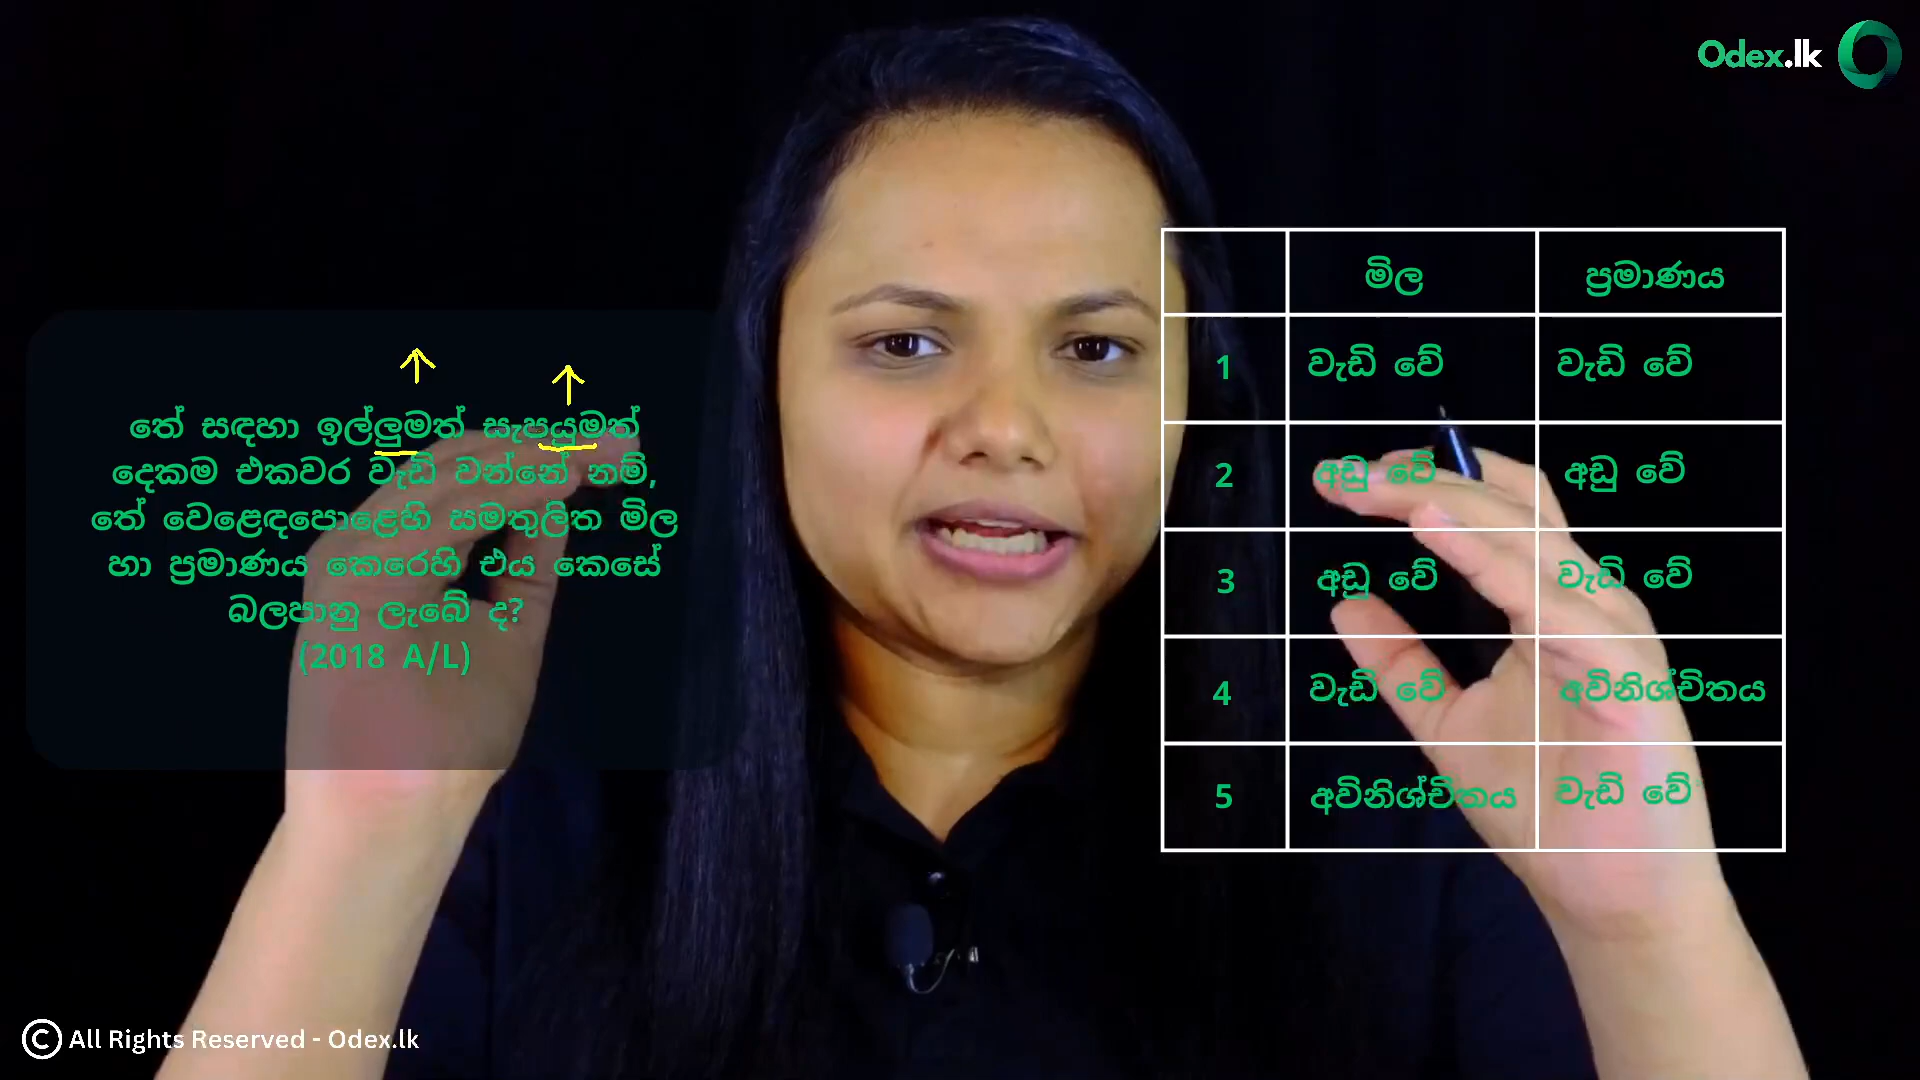 Odex.lk
තේ සඳහා ඉල්ලුමත් සැපයුමත්
දෙකම එකවර වැඩි වන්නේ නම්,
තේ වෙළෙඳපොළෙහි සමතුලිත මිල
හා ප්‍රමාණය කෙරෙහි එය කෙසේ
බලපානු ලැබේ ද?
(2018 A/L)
මිල ප්‍රමාණය
1 වැඩි වේ වැඩි වේ
2 අඩු වේ අඩු වේ
3 අඩූ වේ වැඩි වේ
4 වැඩි වේ අවිනිශ්චිතය
5 අවිනිශ්චිතය වැඩි වේ
© All Rights Reserved - Odex.lk